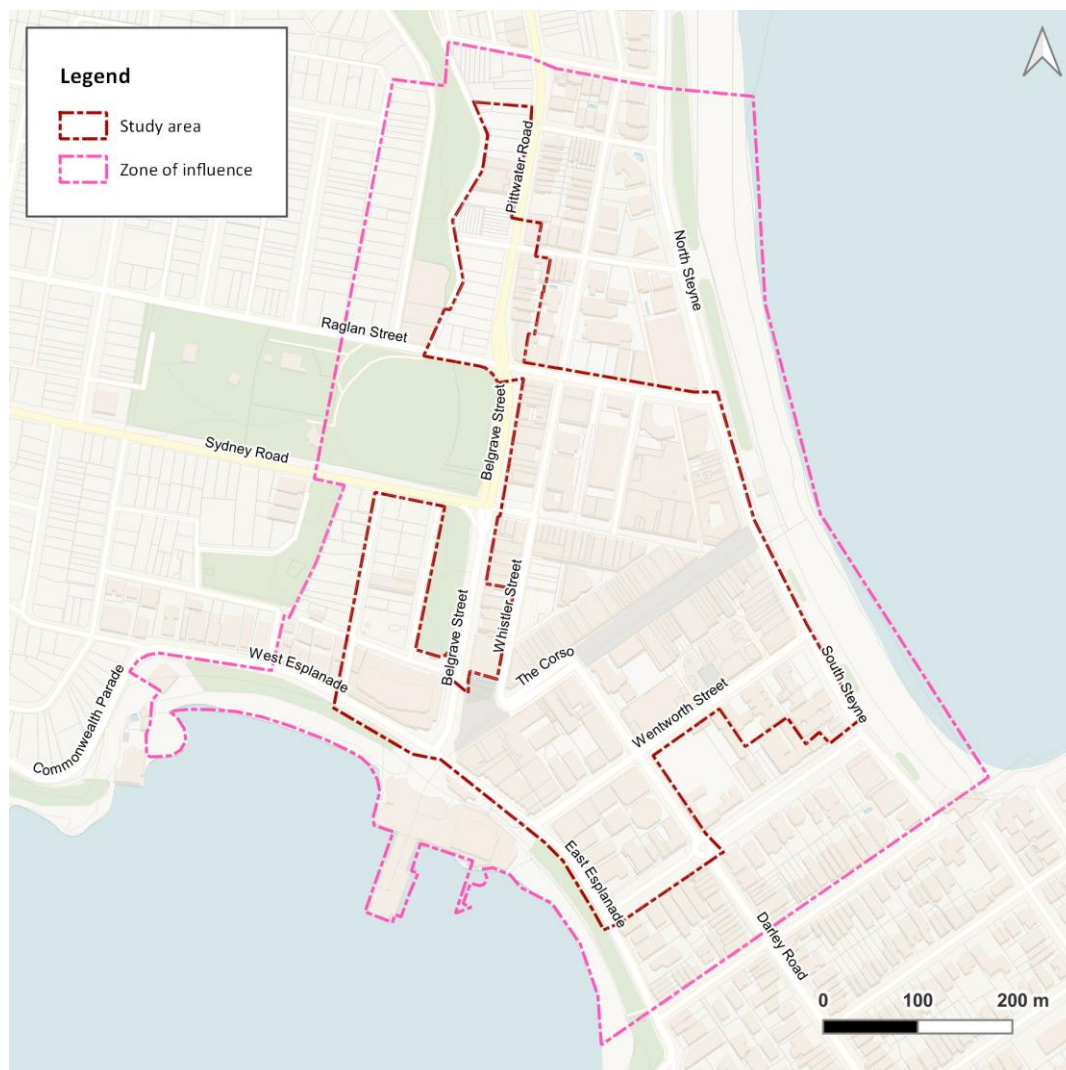 Legend
Study area
Zone of influence
Pittwater Road
North Steyne
Raglan Street
Belgrave Street
Sydney Road
Whistler Street
Belgrave Street
West Esplanade
The Corso
South Steyne
Wentworth Street
Commonwealth Parade
East Esplanade
Darley Road
0 100 200 m